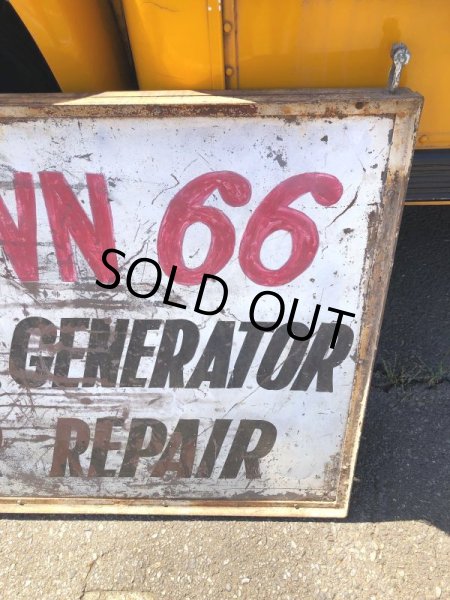 NN 66
SOLD OUT
GENERATOR
REPAIR